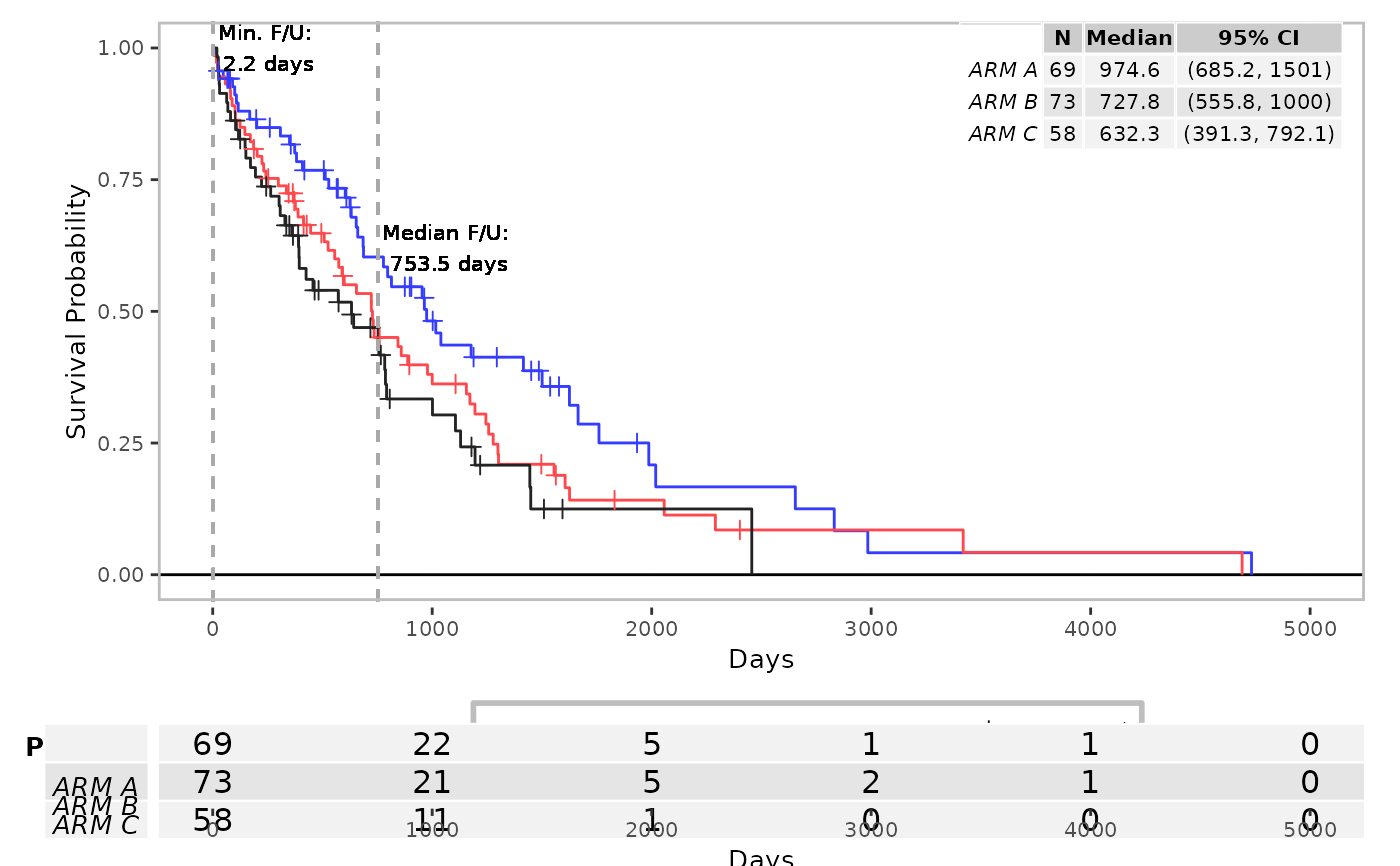 Min. F/U:
2.2 days
N Median 95% CI
ARM A 69 974.6 (685.2, 1501)
ARM B 73 727.8 (555.8, 1000)
ARM C 58 632.3 (391.3, 792.1)
1.00
0.75
0.50
0.25
0.00
Survival Probability
Median F/U:
753.5 days
0 1000 2000 3000 4000 5000
Days
P
69 22 5 1 1 0
ARM A 73 21 5 2 1 0
ARM B
ARM C 58 11 1 0 0 0
0 1000 2000 3000 4000 5000
Days